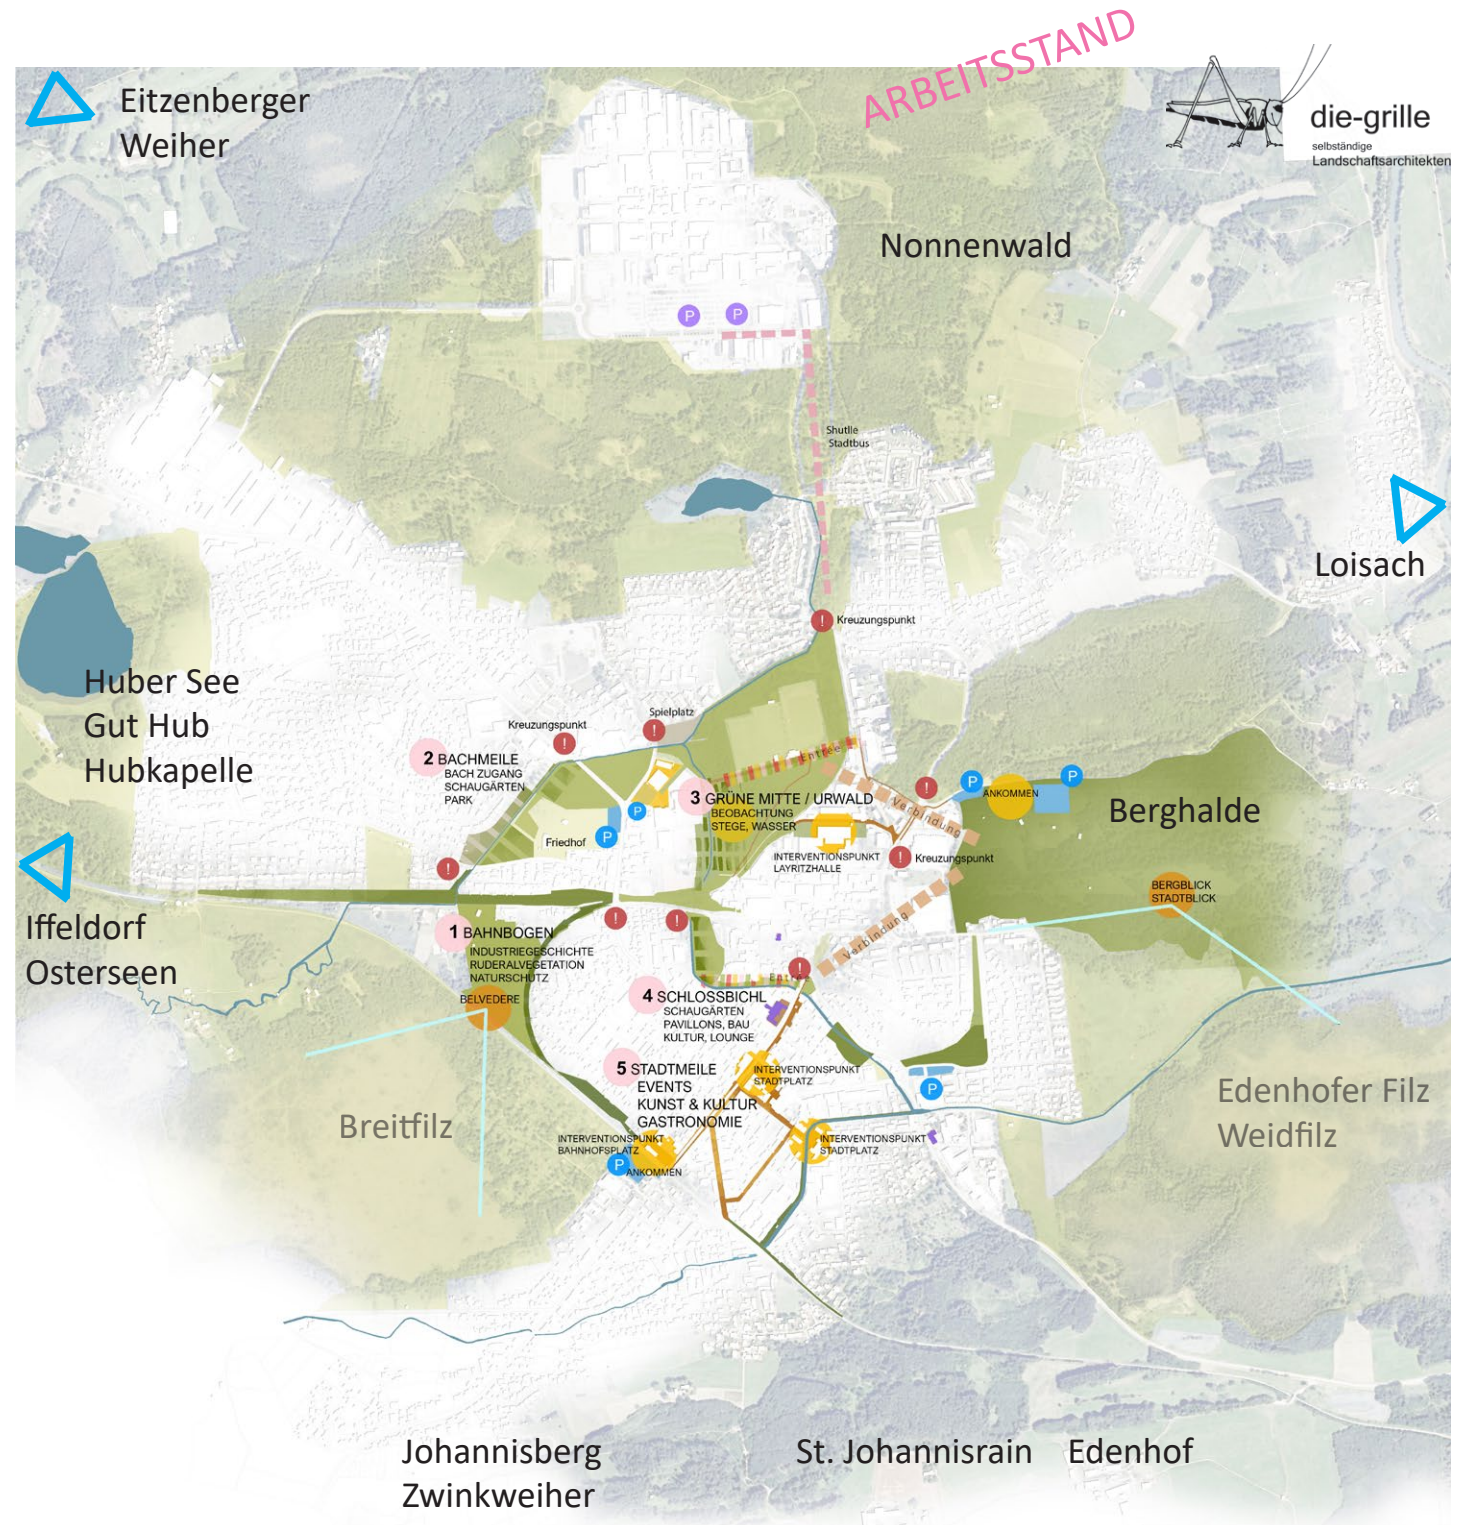 ARBEITSSTAND
die-grille
selbständige
Landschaftsarchitekten
Eitzenberger
Weiher
Nonnenwald
P
P
Shuttle
Stadtbus
Loisach
! Kreuzungspunkt
Huber See
Gut Hub
Hubkapelle
Spielplatz
!
Kreuzungspunkt
!
2 BACHMEILE
BACH ZUGANG
SCHAUGÄRTEN
PARK
Entrée
3 GRÜNE MITTE / URWALD
BEOBACHTUNG
STEGE, WASSER
P
P
Friedhof
!
Verbindung
P
ANKOMMEN
P
Berghalde
INTERVENTIONSPUNKT
LAYRITZHALLE
! Kreuzungspunkt
!
BERGBLICK
STADTBLICK
Iffeldorf
Osterseen
1 BAHNBOGEN
INDUSTRIEGESCHICHTE
RUDERALVEGETATION
NATURSCHUTZ
BELVEDERE
!
!
Verbindung
!
Entrée
4 SCHLOSSBICHL
SCHAUGÄRTEN
PAVILLONS, BAU
KULTUR, LOUNGE
5 STADTMEILE
EVENTS
KUNST & KULTUR
GASTRONOMIE
INTERVENTIONSPUNKT
STADTPLATZ
P
Breitfilz
Edenhofer Filz
Weidfilz
INTERVENTIONSPUNKT
BAHNHOFSPLATZ
P
ANKOMMEN
INTERVENTIONSPUNKT
STADTPLATZ
Johannisberg
Zwinkweiher
St. Johannisrain
Edenhof